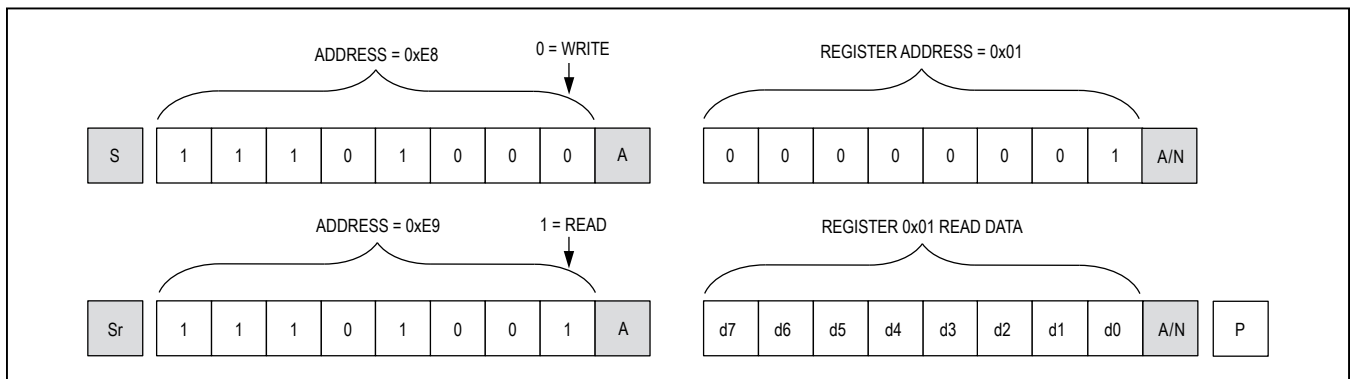 ADDRESS = 0xE8 0 = WRITE REGISTER ADDRESS = 0x01
S 1 1 1 0 1 0 0 0 A 0 0 0 0 0 0 0 1 A/N
ADDRESS = 0xE9 1 = READ REGISTER 0x01 READ DATA
Sr 1 1 1 0 1 0 0 1 A d7 d6 d5 d4 d3 d2 d1 d0 A/N P